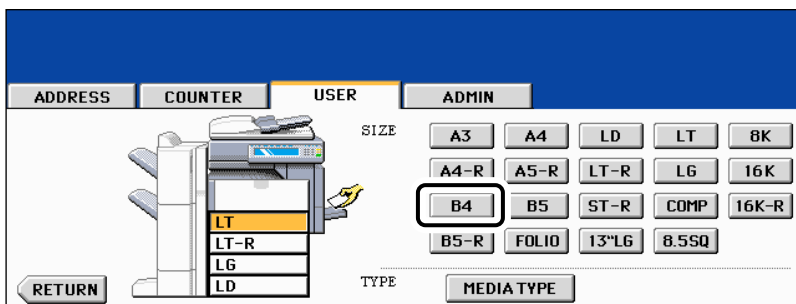 ADDRESS COUNTER USER ADMIN
SIZE A3 A4 LD LT 8K
A4-R A5-R LT-R LG 16K
B4 B5 ST-R COMP 16K-R
B5-R FOLIO 13"LG 8.5SQ
LT
LT-R
LG
LD
RETURN TYPE MEDIA TYPE